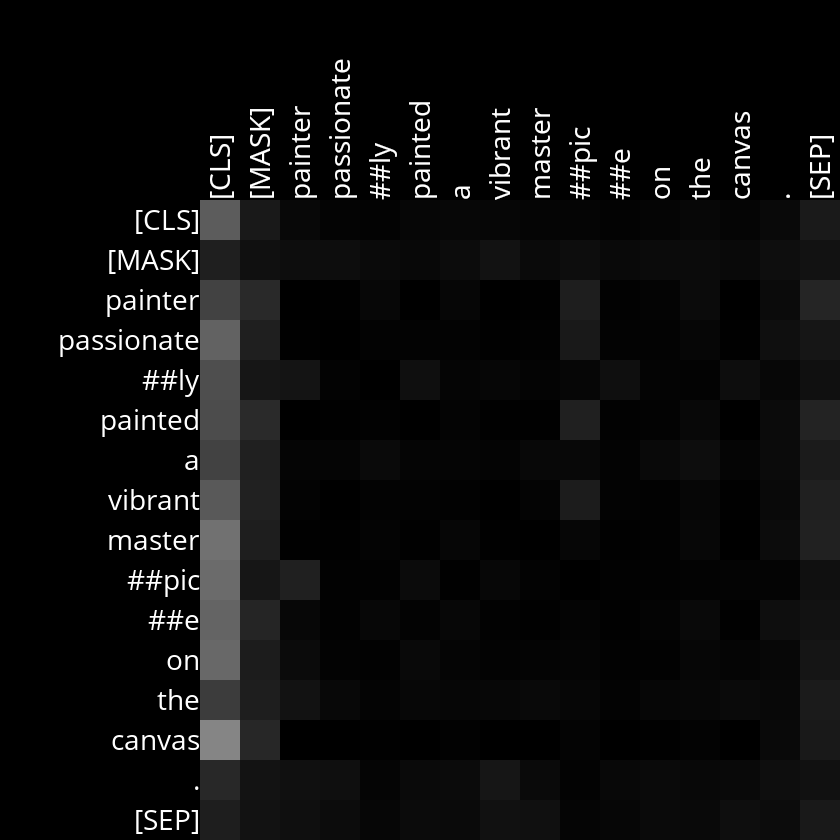 [CLS] [MASK] painter passionate ##ly painted a vibrant master ##pic ##e on the canvas . [SEP]
[CLS]
[MASK]
painter
passionate
##ly
painted
a
vibrant
master
##pic
##e
on
the
canvas
.
[SEP]